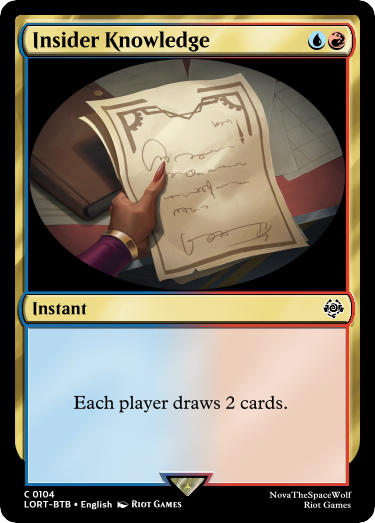 Insider Knowledge
Instant
Each player draws 2 cards.
C 0104
LORT-BTB • English Riot Games
NovaTheSpaceWolf
Riot Games